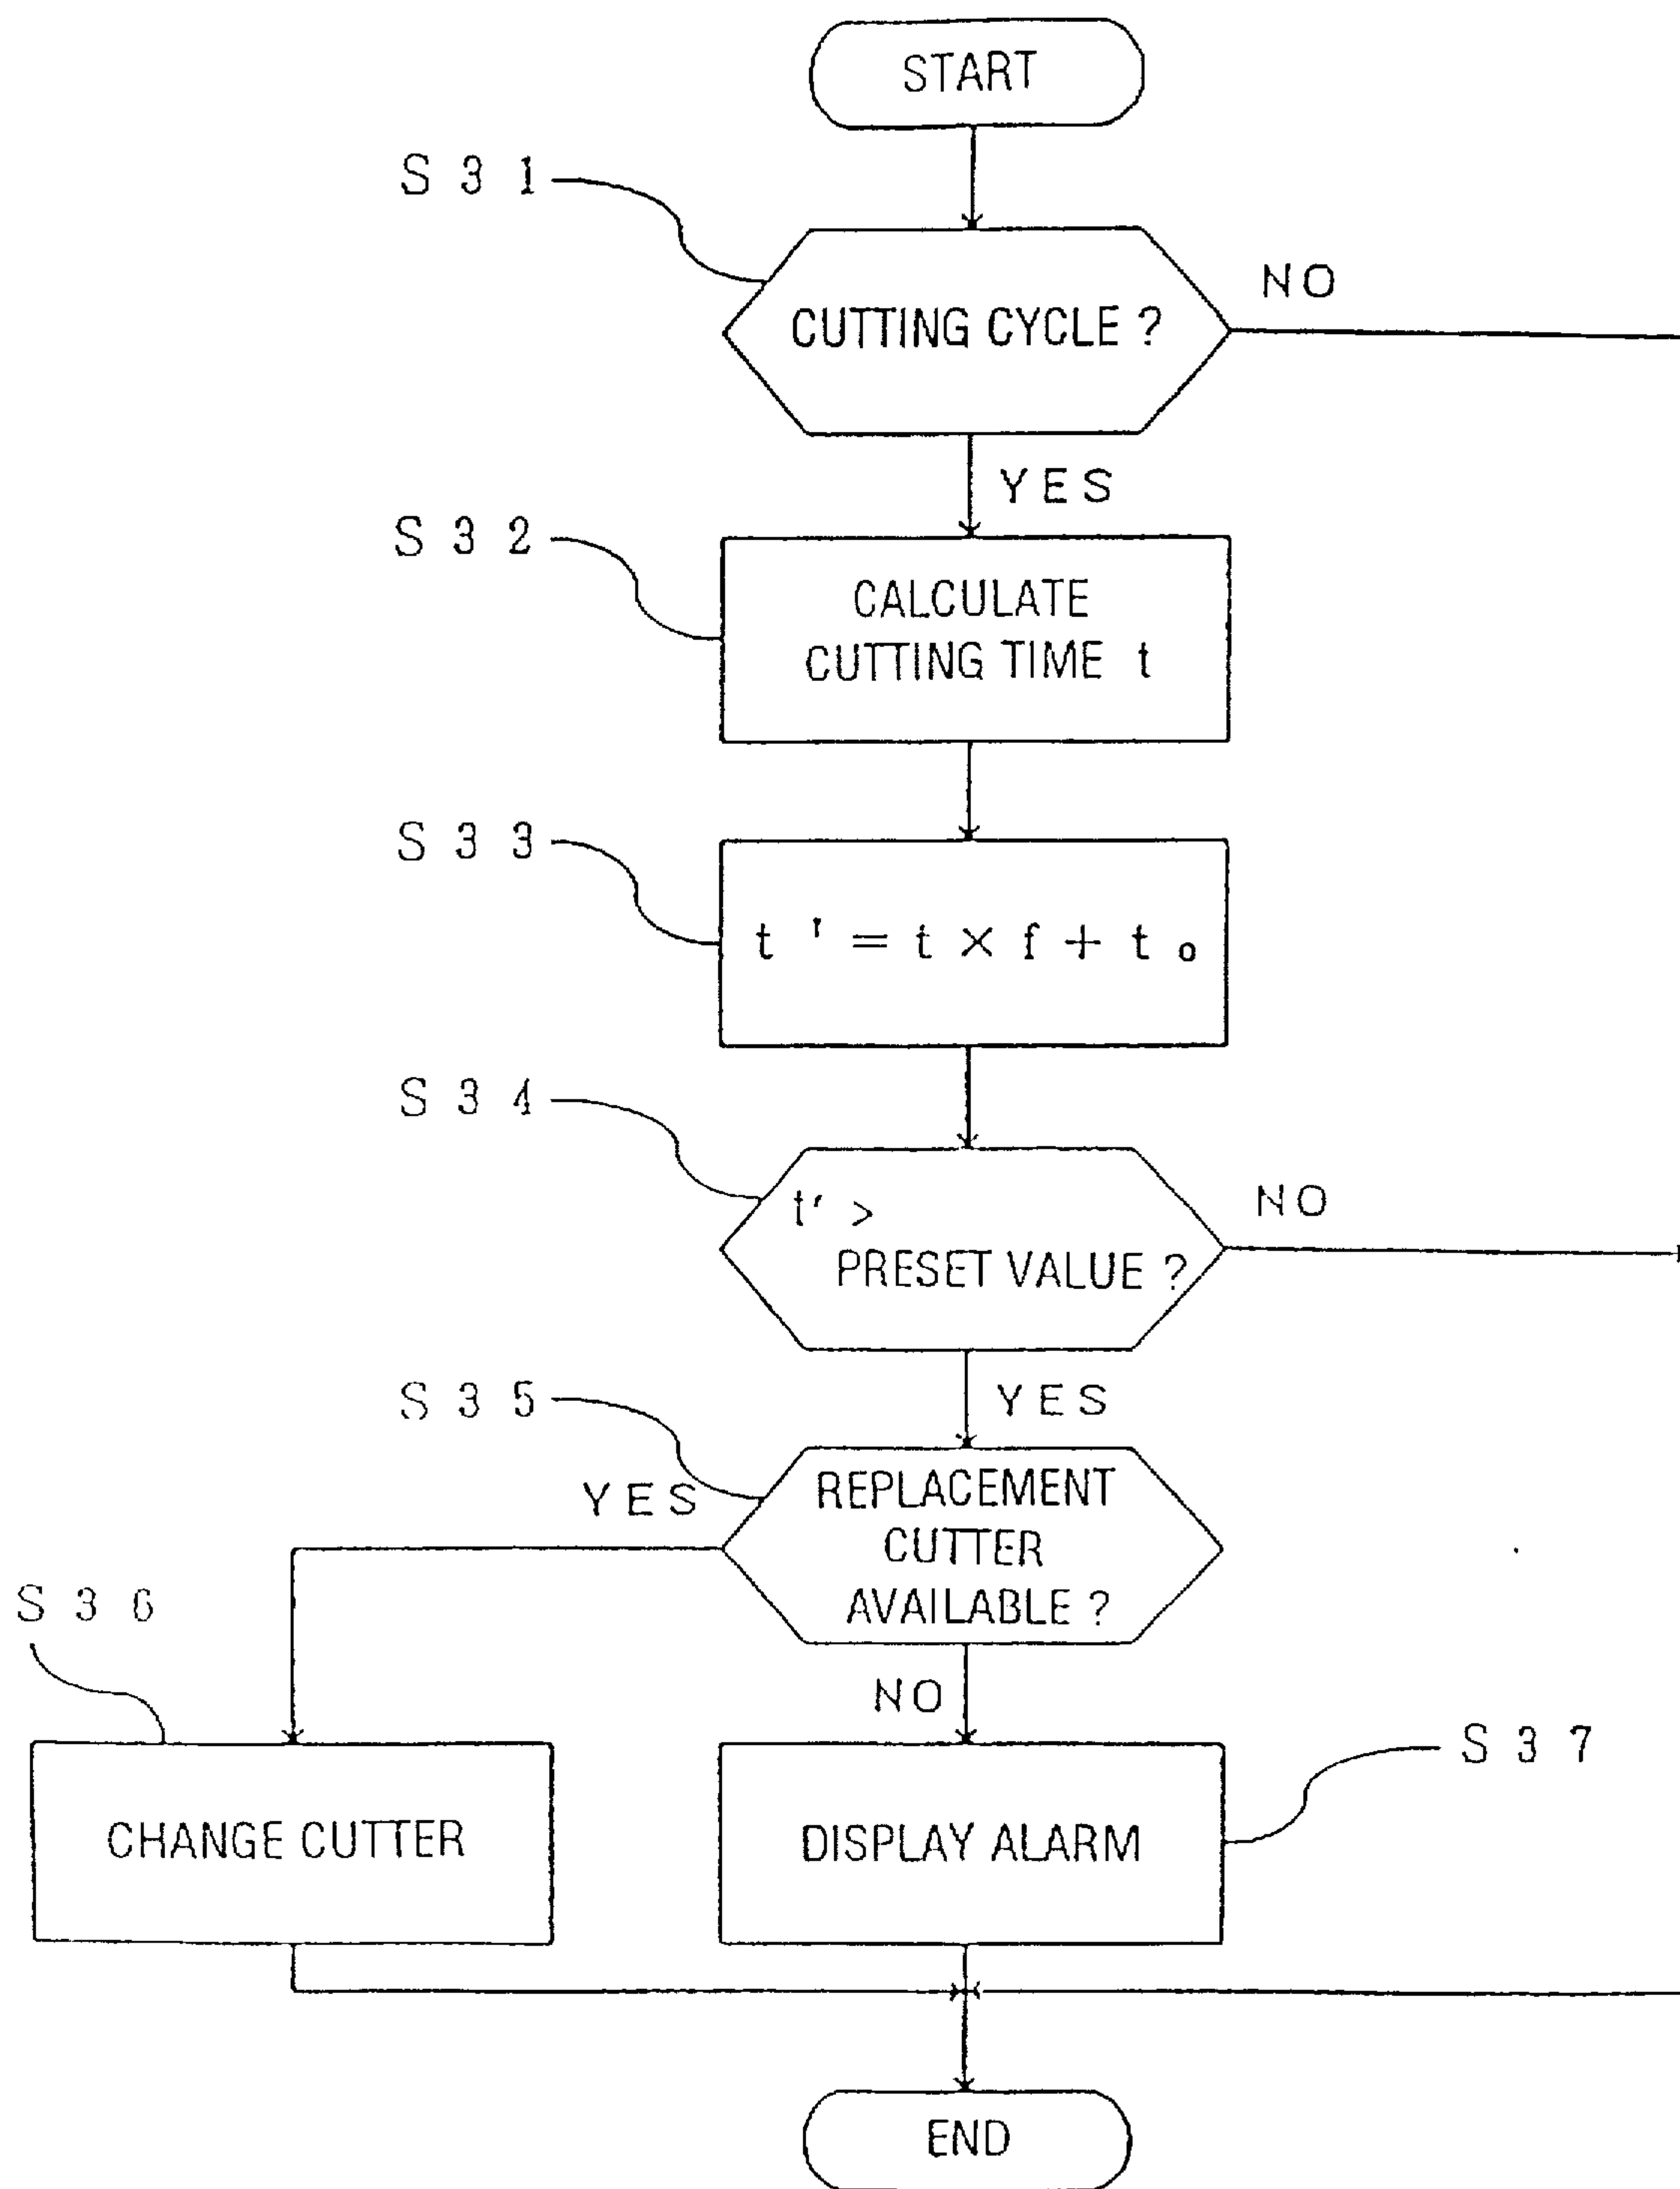 START
S 3 1
CUTTING CYCLE ?
NO
YES
S 3 2
CALCULATE
CUTTING TIME t
S 3 3
t ' = t × f + t o
S 3 4
t' >
PRESET VALUE ?
NO
YES
S 3 5
YES
REPLACEMENT
CUTTER
AVAILABLE ?
NO
S 3 6
CHANGE CUTTER
S 3 7
DISPLAY ALARM
END